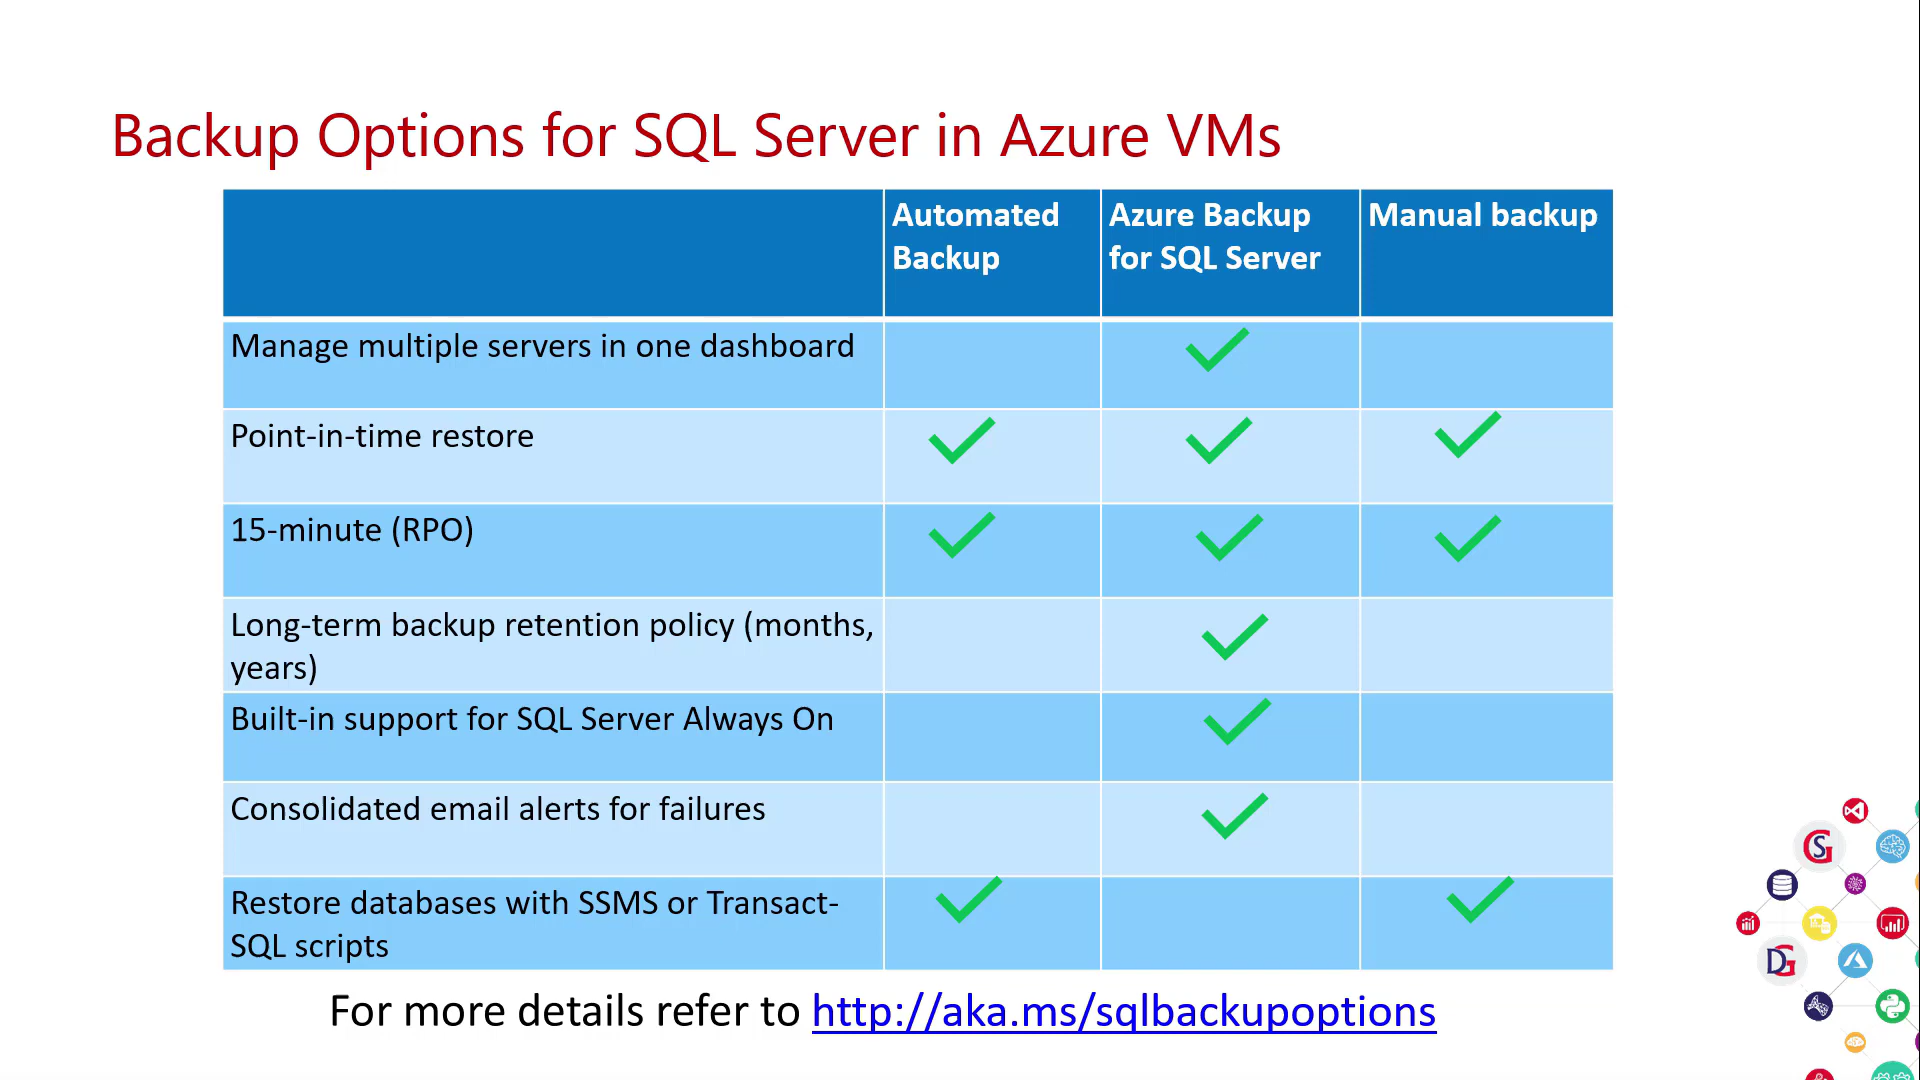 Backup Options for SQL Server in Azure VMs
Automated
Backup
Azure Backup
for SQL Server
Manual backup
Manage multiple servers in one dashboard
Point-in-time restore
15-minute (RPO)
Long-term backup retention policy (months,
years)
Built-in support for SQL Server Always On
Consolidated email alerts for failures
Restore databases with SSMS or Transact-
SQL scripts
For more details refer to http://aka.ms/sqlbackupoptions
SG
DG